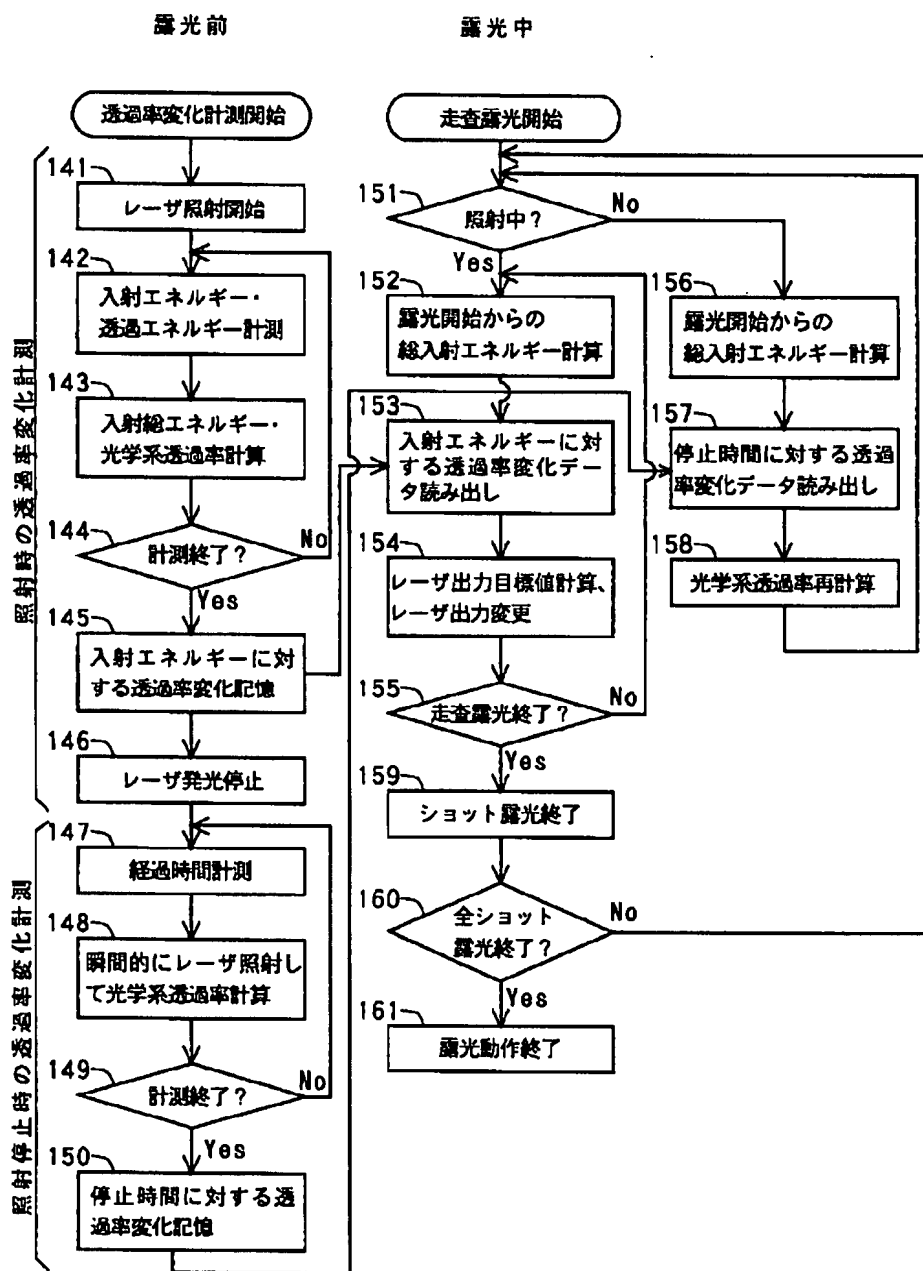 露光前
透過率変化計測開始
照射時の透過率変化計測
141
レーザ照射開始
142
入射エネルギー・
透過エネルギー計測
143
入射総エネルギー・
光学系透過率計算
144
計測終了?
No
Yes
145
入射エネルギーに対
する透過率変化記憶
146
レーザ発光停止
照射停止時の透過率変化計測
147
経過時間計測
148
瞬間的にレーザ照射し
て光学系透過率計算
149
計測終了?
No
Yes
150
停止時間に対する透
過率変化記憶
露光中
走査露光開始
151
照射中?
No
Yes
152
露光開始からの
総入射エネルギー計算
153
入射エネルギーに対
する透過率変化デー
タ読み出し
154
レーザ出力目標値計算、
レーザ出力変更
155
走査露光終了?
No
Yes
156
露光開始からの
総入射エネルギー計算
157
停止時間に対する透過
率変化データ読み出し
158
光学系透過率再計算
159
ショット露光終了
160
全ショット
露光終了?
No
Yes
161
露光動作終了